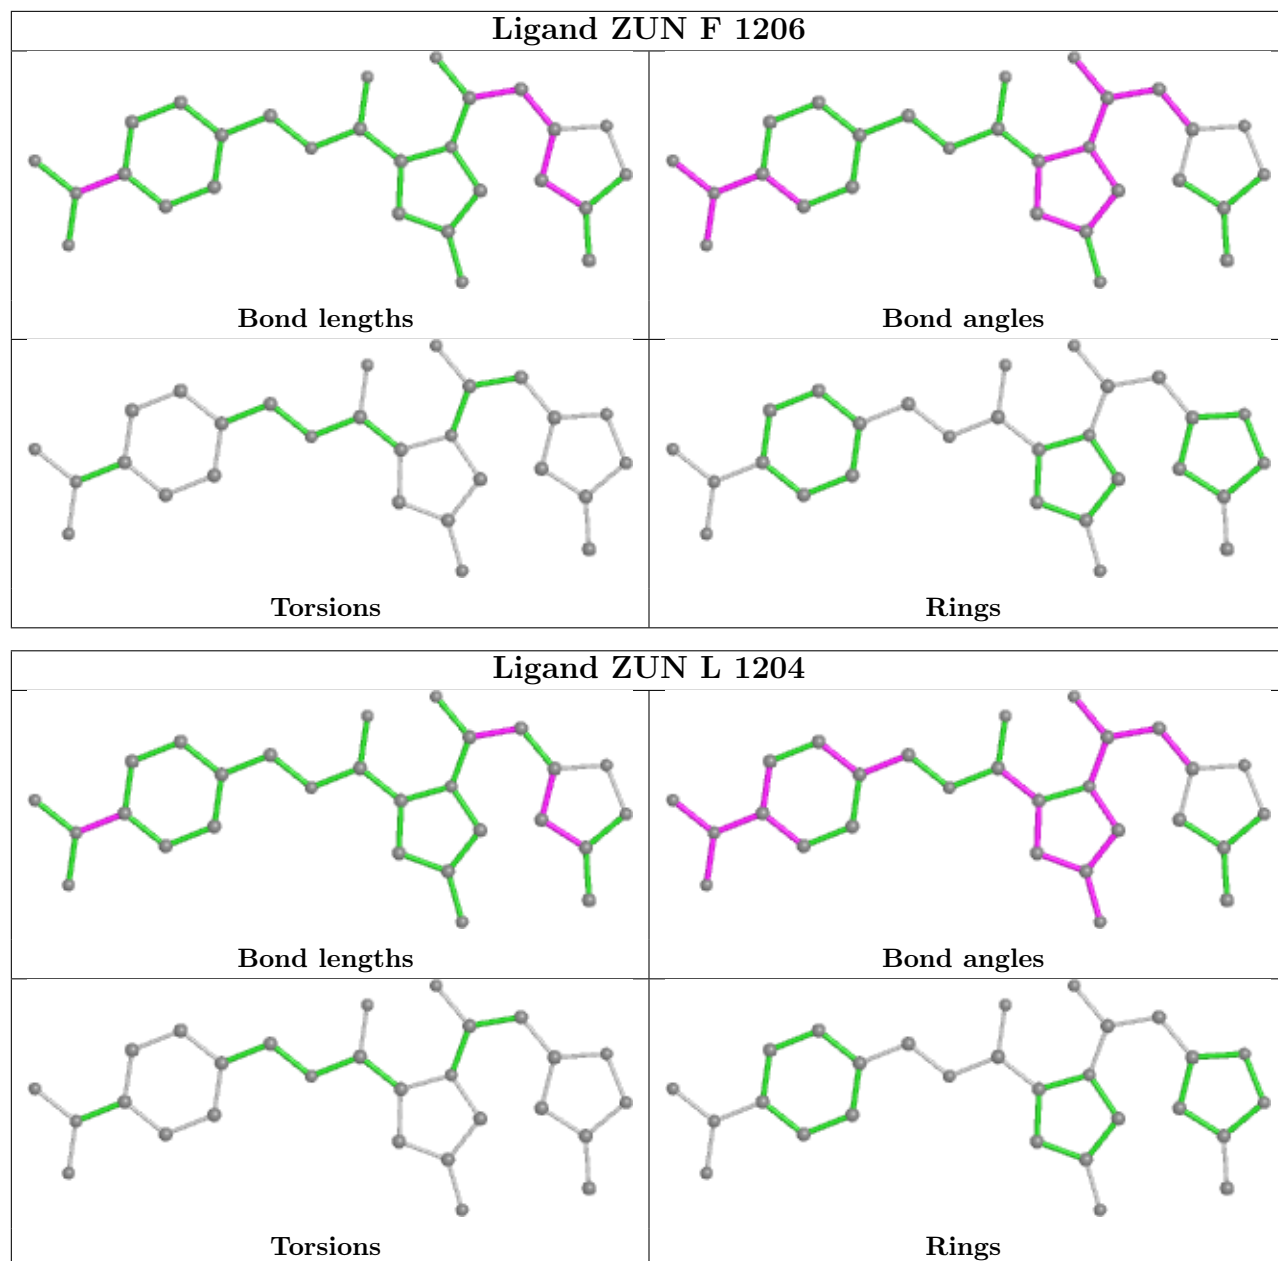 Ligand ZUN F 1206
Bond lengths
Bond angles
Torsions
Rings
Ligand ZUN L 1204
Bond lengths
Bond angles
Torsions
Rings